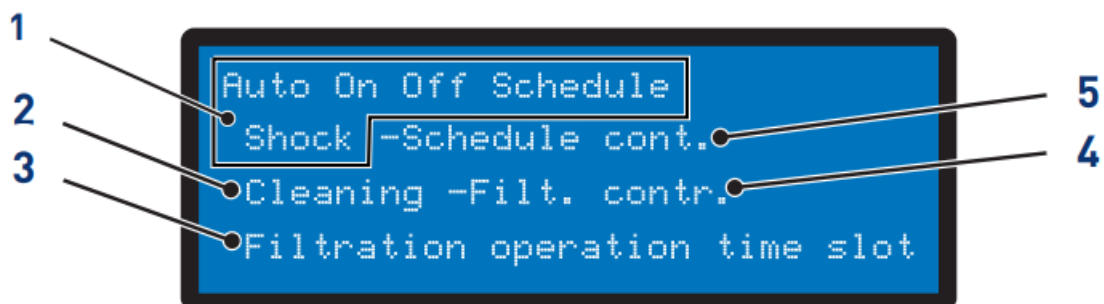 1
Auto On Off Schedule
5
2
Shock -Schedule cont.
4
3
Cleaning -Filt. contr.
Filtration operation time slot